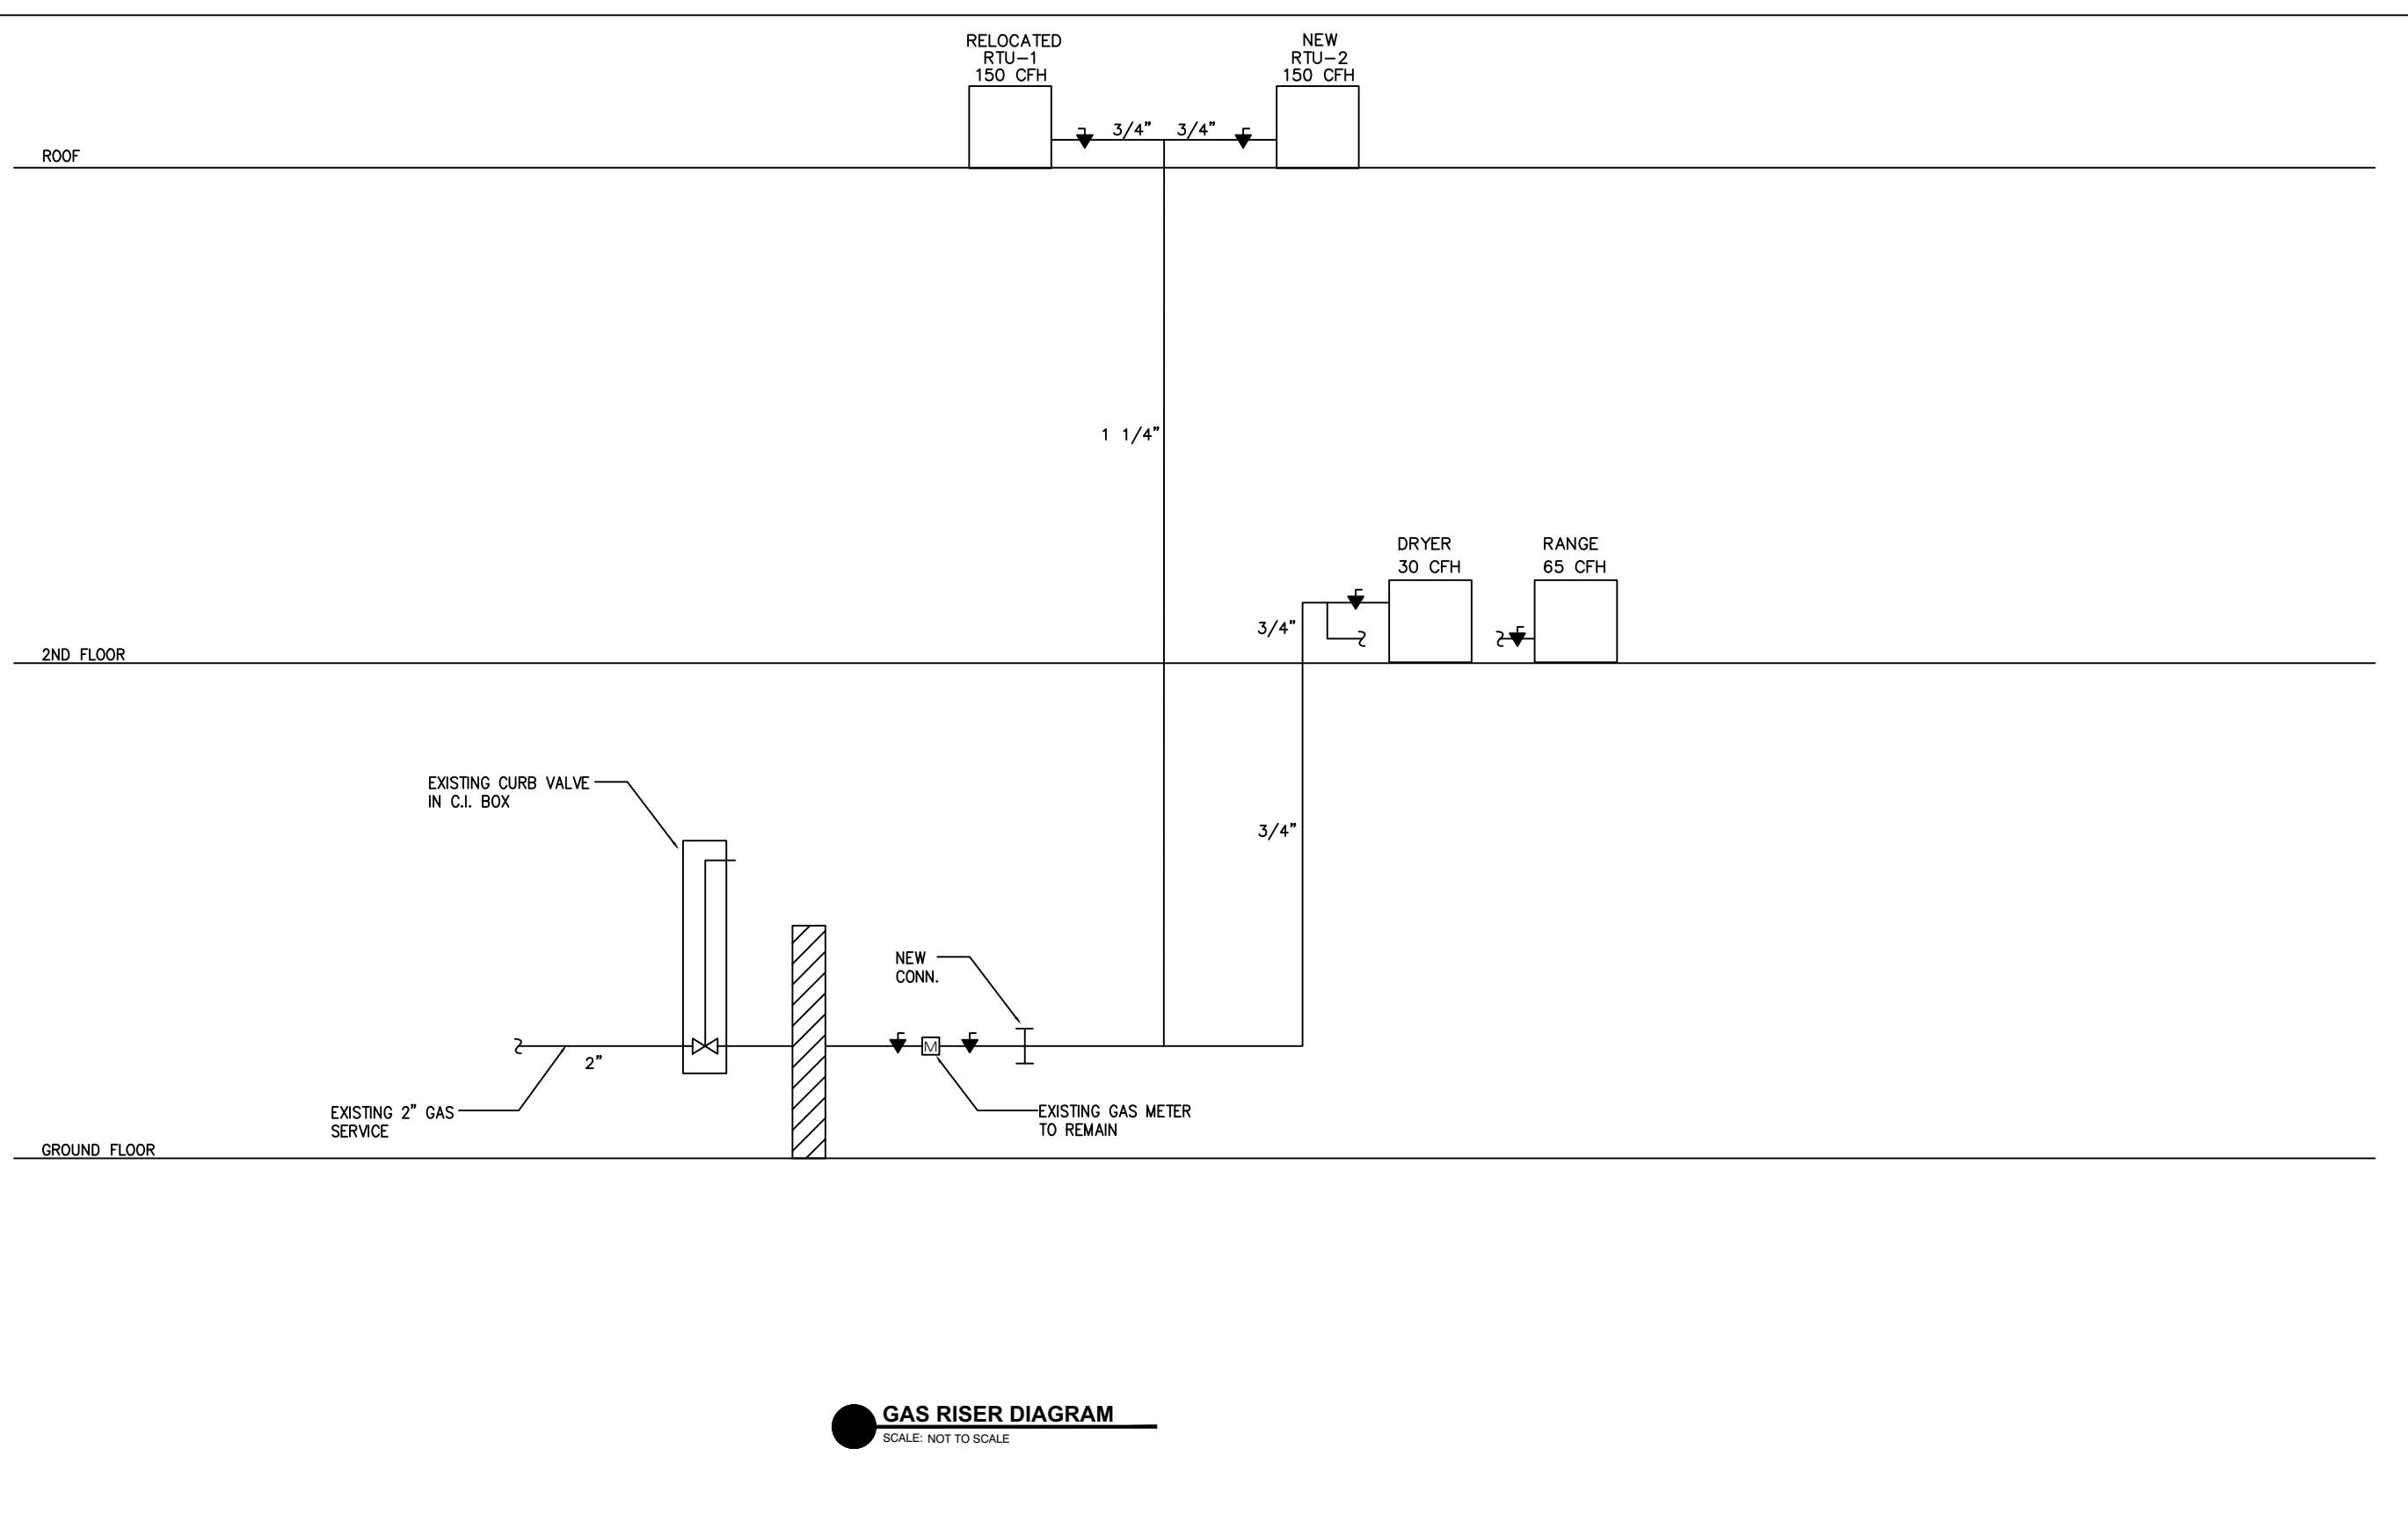 RELOCATED
RTU-1
150 CFH
NEW
RTU-2
150 CFH
3/4"
3/4"
ROOF
1 1/4"
DRYER
30 CFH
RANGE
65 CFH
3/4"
2ND FLOOR
EXISTING CURB VALVE
IN C.I. BOX
3/4"
NEW
CONN.
M
2"
EXISTING 2" GAS
SERVICE
EXISTING GAS METER
TO REMAIN
GROUND FLOOR
GAS RISER DIAGRAM
SCALE: NOT TO SCALE